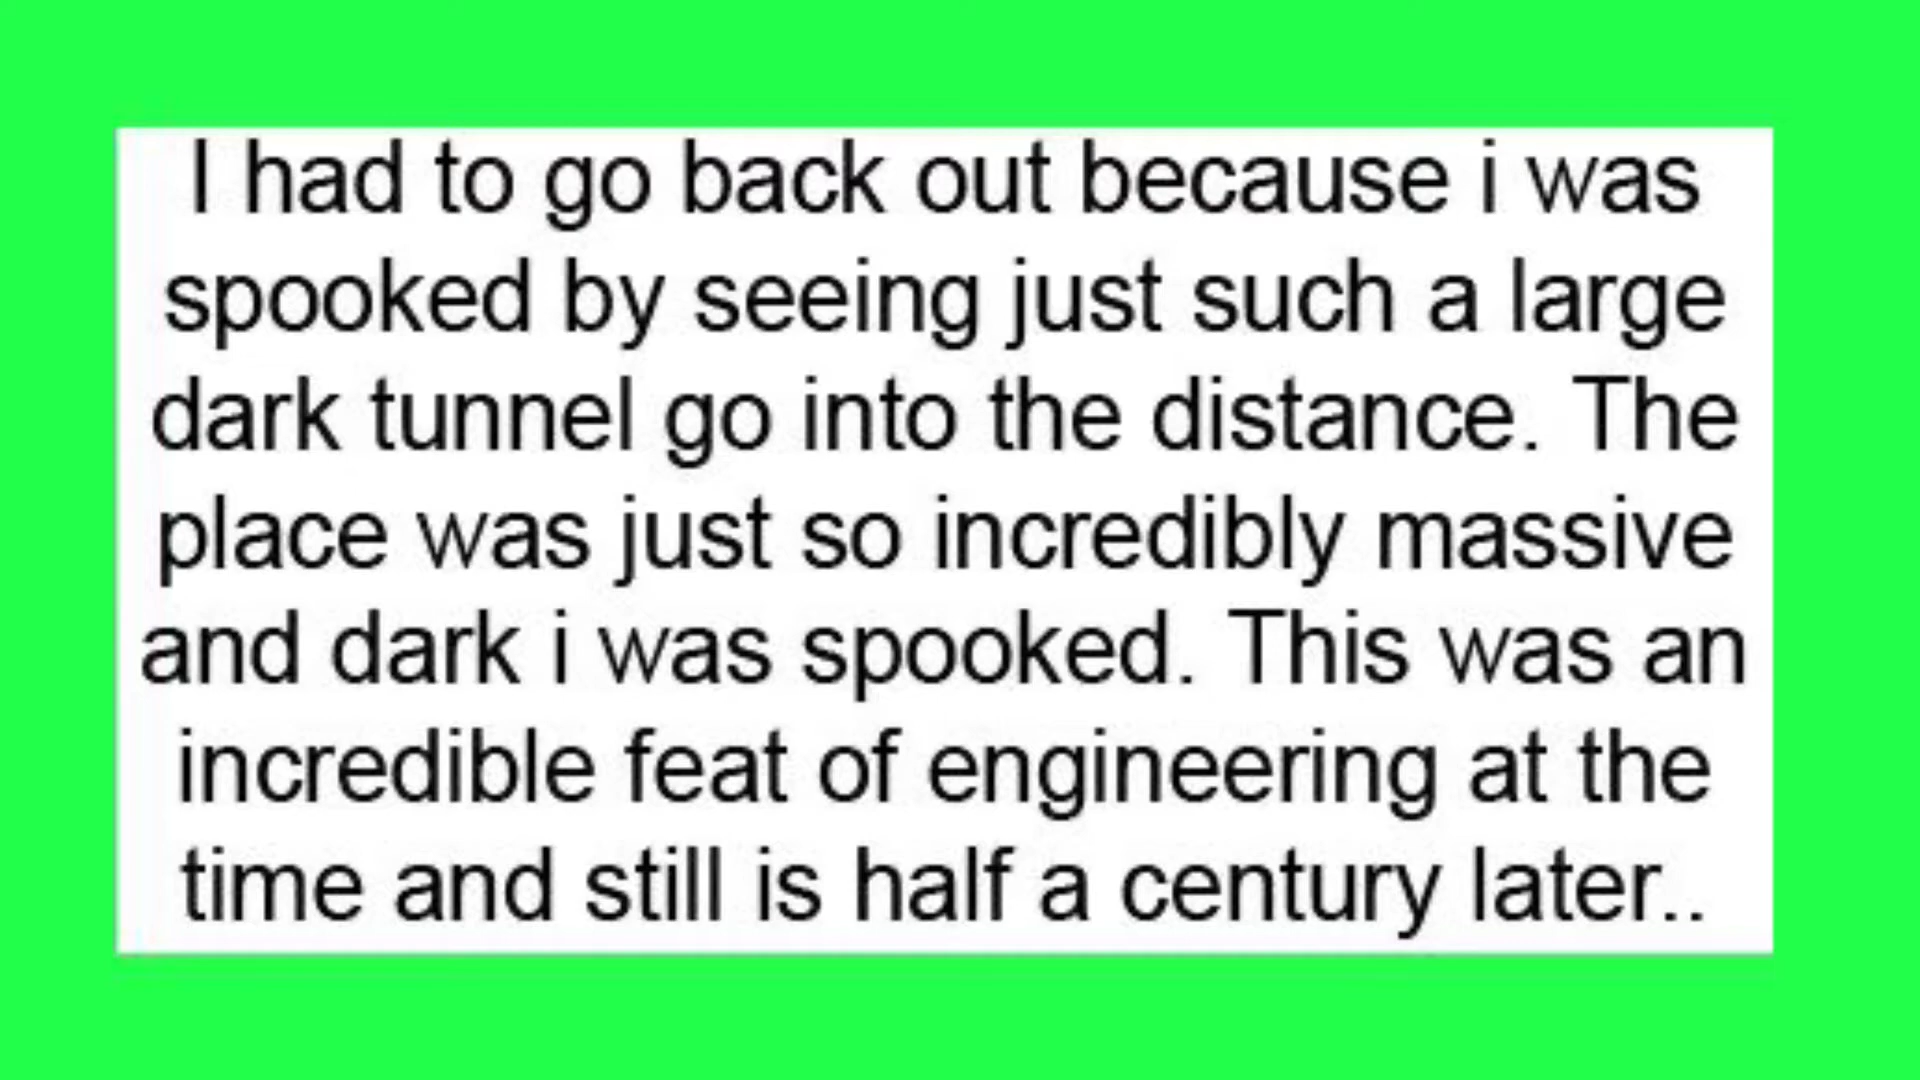 I had to go back out because i was
spooked by seeing just such a large
dark tunnel go into the distance. The
place was just so incredibly massive
and dark i was spooked. This was an
incredible feat of engineering at the
time and still is half a century later..